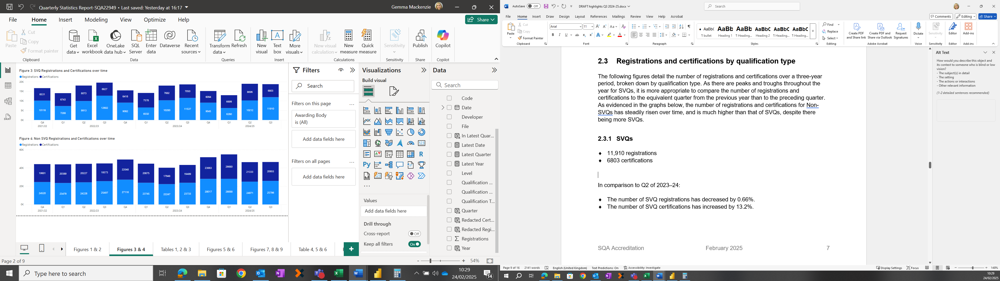 Quarterly Statistics Report-SQA22949 • Last saved: Yesterday at 16:17
Gemma Mackenzie
File Home Insert Modeling View Optimize Help
Share
Paste
Cut
Copy
Format painter
Clipboard
Get data
Excel workbook
OneLake data hub
SQL Server
Enter data
Dataverse
Recent sources
Data
Transform data
Refresh
Queries
New visual
Text box
More visuals
Insert
New visual calculation
New measure
Quick measure
Calculations
Sensitivity
Sensitivity
Publish
Share
Copilot
Copilot
Figure 3: SVQ Registrations and Certifications over time
Registrations Certifications
20K
15K
10K
5K
0K
6531 6743 8073 6827 6418 7578 7682 7050 6094 6699 8696 6803
10116 7288 9913 12682 9062 6550 10280 11537 9045 6260 10212 11910
Q4 Q1 Q2 Q3 Q4 Q1 Q2 Q3 Q4 Q1 Q2 Q3
2021/22 2022/23 2023/24 2024/25
Figure 4: Non SVQ Registrations and Certifications over time
Registrations Certifications
60K
40K
20K
0K
19601 20389 20227 19373 22048 20875 17948 19489 23663 26680 21333 20655
24520 23479 24228 25497 27116 23745 22247 23733 28017 28088 24971 25796
Q4 Q1 Q2 Q3 Q4 Q1 Q2 Q3 Q4 Q1 Q2 Q3
2021/22 2022/23 2023/24 2024/25
Filters
Search
Filters on this page ...
Awarding Body
is (All)
Add data fields here
Filters on all pages ...
Add data fields here
Visualizations
Build visual
123
R
Py
...
Values
Add data fields here
Drill through
Cross-report Off
Keep all filters On
Data
Search
Code
Date
Developer
File
In Latest Quar...
Latest Date
Latest Quarter
Latest Year
Level
Qualification ...
Qualification ...
Qualification T...
Quarter
Redacted Cert...
Redacted Regi...
Registrations
Year
Figures 1 & 2 Figures 3 & 4 Tables 1, 2 & 3 Figures 5 & 6 Figures 7, 8 & 9 Table 4, 5 & 6
Page 2 of 9
- + 54%
Type here to search
10:29
24/02/2025
14
AutoSave Off
DRAFT highlights Q3 2024-25.docx
Search
File Home Insert Draw Design Layout References Mailings Review View Help Acrobat
Comments Editing Share
Paste
Cut
Copy
Format Painter
Clipboard
Arial 11
Font
Paragraph
AaBbC ¶ bullet
AaBb Heading 1
AaBb ¶ Heading...
AaBbC Heading 2
AaBbC ¶ Heading...
AaBbC ¶ Heading...
Styles
Find
Replace
Select
Editing
Create PDF and Share link
Create PDF and Share via Outlook
Request Signatures
Adobe Acrobat
Dictate
Voice
Sensitivity
Sensitivity
Editor
Editor
Add-ins
Add-ins
2.3 Registrations and certifications by qualification type
The following figures detail the number of registrations and certifications over a three-year
period, broken down by qualification type. As there are peaks and troughs throughout the
year for SVQs, it is more appropriate to compare the number of registrations and
certifications to the equivalent quarter from the previous year than to the preceding quarter.
As evidenced in the graphs below, the number of registrations and certifications for Non-
SVQs has steadily risen over time, and is much higher than that of SVQs, despite there
being more SVQs.
2.3.1 SVQs
♦ 11,910 registrations
♦ 6803 certifications
In comparison to Q2 of 2023–24:
♦ The number of SVQ registrations has decreased by 0.66%.
♦ The number of SVQ certifications has increased by 13.2%.
SQA Accreditation February 2025 7
Alt Text
How would you describe this object and
its context to someone who is blind or low
vision?
- The subject(s) in detail
- The setting
- The actions or interactions
- Other relevant information
(1-2 detailed sentences recommended)
Page 9 of 16 2141 words English (United Kingdom) Text Predictions: On Accessibility: Investigate
Display Settings Focus - + 148%
10:29
24/02/2025